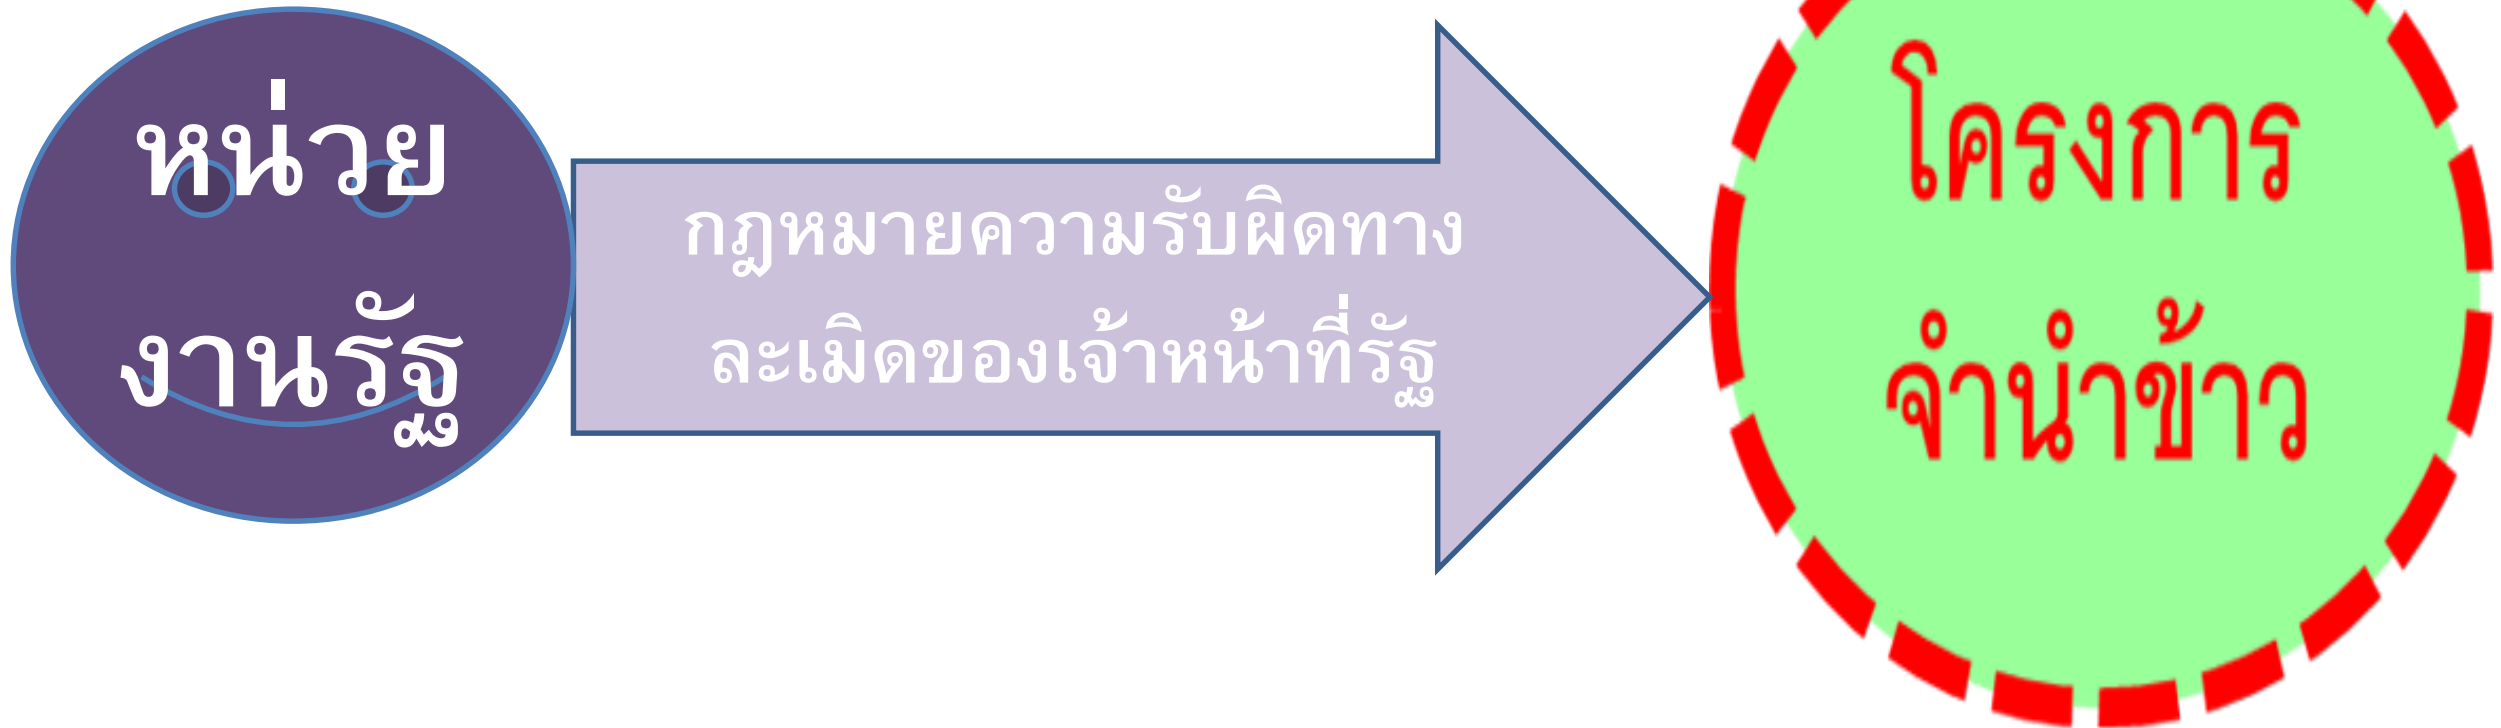 หน่วย
งานรัฐ
กฎหมายความรับผิดทาง
ละเมิดของเจ้าหน้าที่รัฐ
โครงการ
จำนำข้าว